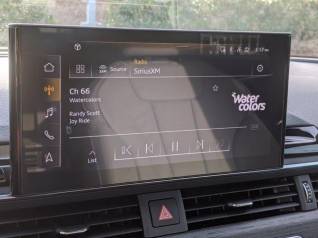 Radio
Source
SiriusXM
Ch 66
Watercolors
Water
colors
Randy Scott
Joy Ride
List